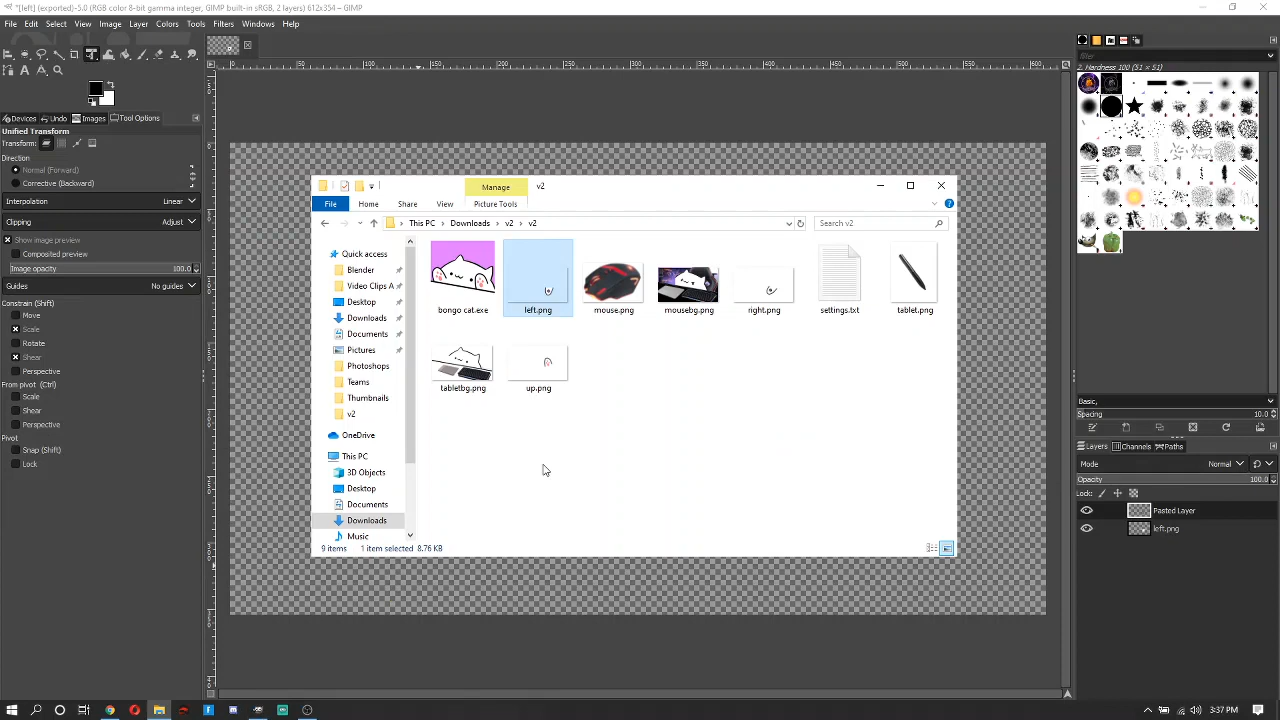 *[left] (exported)-5.0 (RGB color 8-bit gamma integer, GIMP built-in sRGB, 2 layers) 612x354 – GIMP
File Edit Select View Image Layer Colors Tools Filters Windows Help
Devices Undo Images Tool Options
Unified Transform
Transform:
Direction
Normal (Forward)
Corrective (Backward)
Interpolation Linear
Clipping Adjust
Show image preview
Composited preview
Image opacity 100.0
Guides No guides
Constrain (Shift)
Move
Scale
Rotate
Shear
Perspective
From pivot (Ctrl)
Scale
Shear
Perspective
Pivot
Snap (Shift)
Lock
Manage v2
File Home Share View Picture Tools
This PC > Downloads > v2 > v2
Search v2
Quick access
Blender
Video Clips A
Desktop
Downloads
Documents
Pictures
Photoshops
Teams
Thumbnails
v2
OneDrive
This PC
3D Objects
Desktop
Documents
Downloads
Music
bongo cat.exe left.png mouse.png mousebg.png right.png settings.txt tablet.png
tabletbg.png up.png
9 items 1 item selected 8.76 KB
filter
2. Hardness 100 (51 × 51)
Basic,
Spacing 10.0
Layers Channels Paths
Mode Normal
Opacity 100.0
Lock:
Pasted Layer
left.png
3:37 PM